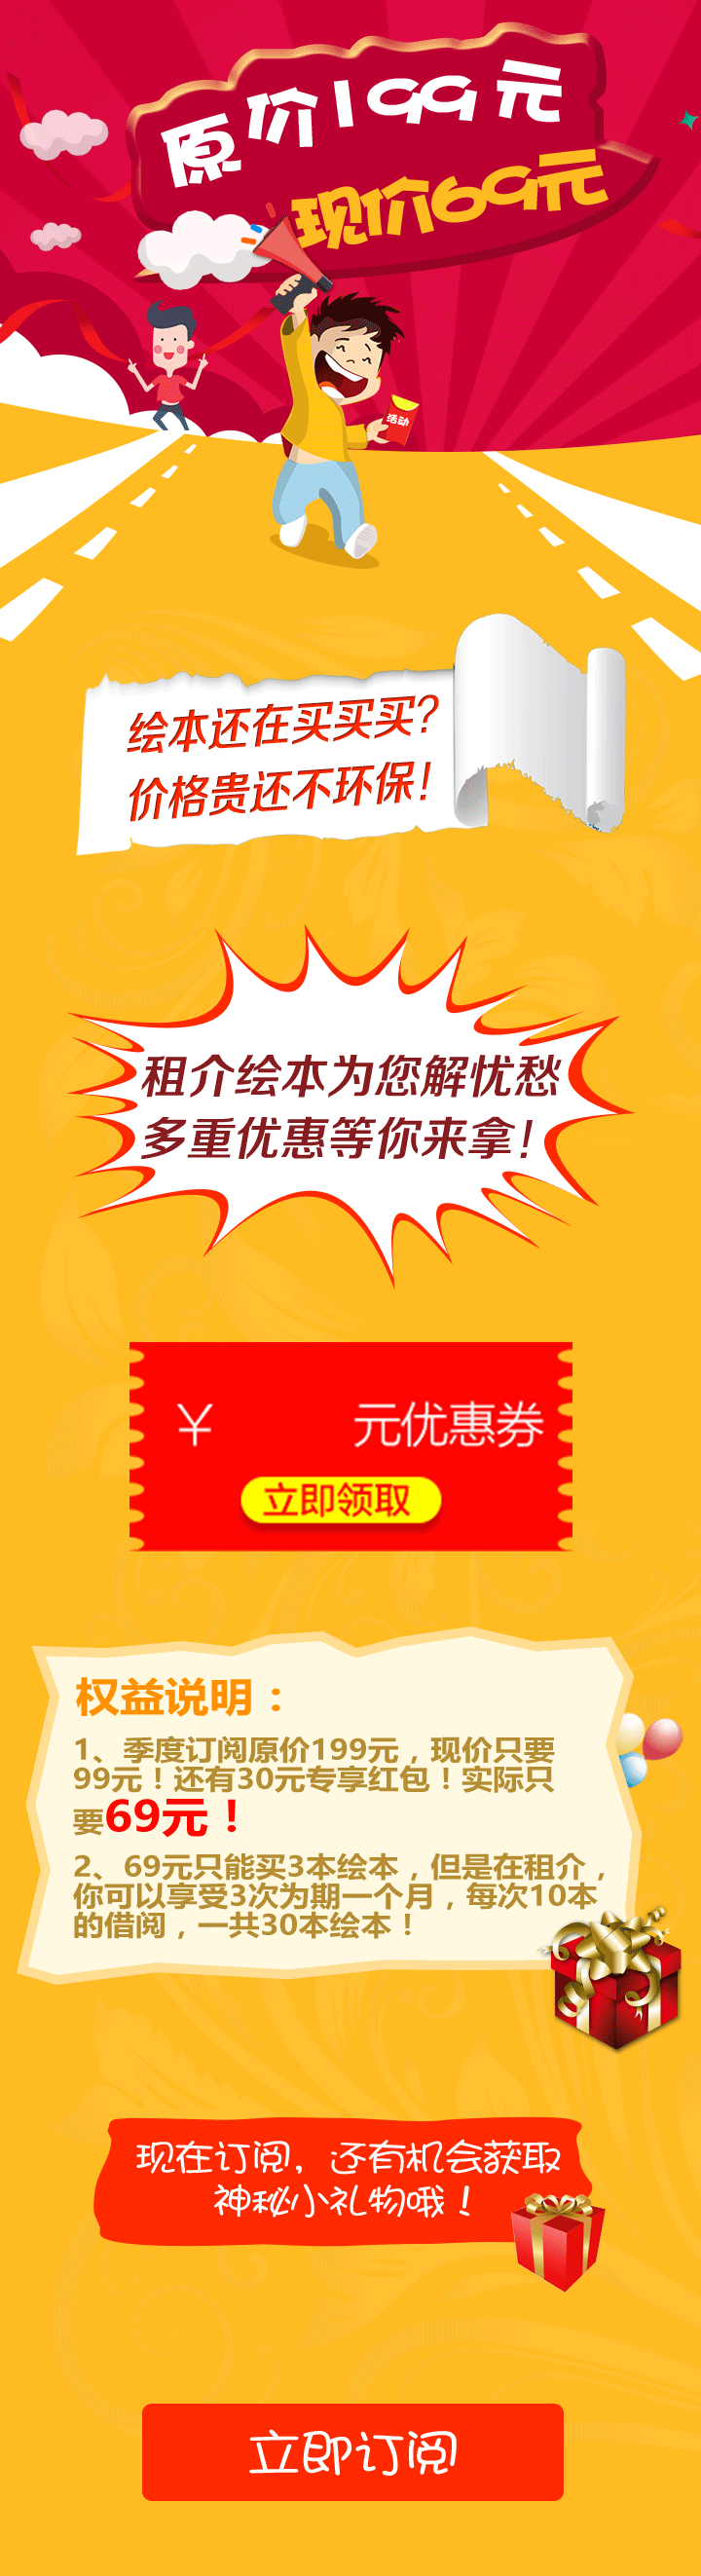 原价199元
现价69元
活动
绘本还在买买买?
价格贵还不环保!
租介绘本为您解忧愁
多重优惠等你来拿!
¥ 元优惠券
立即领取
权益说明：
1、季度订阅原价199元，现价只要
99元！还有30元专享红包！实际只
要69元！
2、69元只能买3本绘本，但是在租介，
你可以享受3次为期一个月，每次10本
的借阅，一共30本绘本！
现在订阅，还有机会获取
神秘小礼物哦！
立即订阅